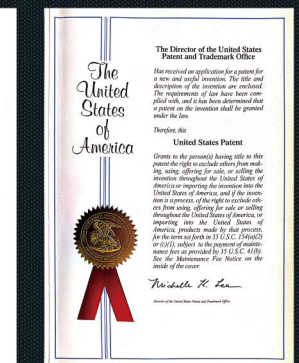 The
United
States
of
America
The Director of the United States
Patent and Trademark Office
Has received an application for a patent for
a new and useful invention. The title and
description of the invention are enclosed.
The requirements of law have been com-
plied with, and it has been determined that
a patent on the invention shall be granted
under the law.
Therefore, this
United States Patent
Grants to the person(s) having title to this
patent the right to exclude others from mak-
ing, using, offering for sale, or selling the
invention throughout the United States of
America or importing the invention into the
United States of America, and if the inven-
tion is a process, of the right to exclude oth-
ers from using, offering for sale or selling
throughout the United States of America, or
importing into the United States of
America, products made by that process,
for the term set forth in 35 U.S.C. 154(a)(2)
or (c)(1), subject to the payment of mainte-
nance fees as provided by 35 U.S.C. 41(b).
See the Maintenance Fee Notice on the
inside of the cover.
Michelle K. Lee
Director of the United States Patent and Trademark Office